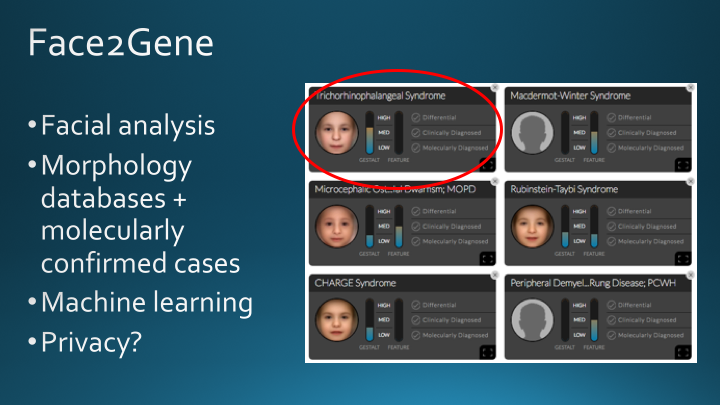 Face2Gene
•Facial analysis
•Morphology
databases +
molecularly
confirmed cases
•Machine learning
•Privacy?
Trichorhinophalangeal Syndrome
HIGH
MED
LOW
GESTALT FEATURE
Differential
Clinically Diagnosed
Molecularly Diagnosed
Macdermot-Winter Syndrome
HIGH
MED
LOW
GESTALT FEATURE
Differential
Clinically Diagnosed
Molecularly Diagnosed
Microcephalic Ost...ial Dwarfism; MOPD
HIGH
MED
LOW
GESTALT FEATURE
Differential
Clinically Diagnosed
Molecularly Diagnosed
Rubinstein-Taybi Syndrome
HIGH
MED
LOW
GESTALT FEATURE
Differential
Clinically Diagnosed
Molecularly Diagnosed
CHARGE Syndrome
HIGH
MED
LOW
GESTALT FEATURE
Differential
Clinically Diagnosed
Molecularly Diagnosed
Peripheral Demyel...Rung Disease; PCWH
HIGH
MED
LOW
GESTALT FEATURE
Differential
Clinically Diagnosed
Molecularly Diagnosed